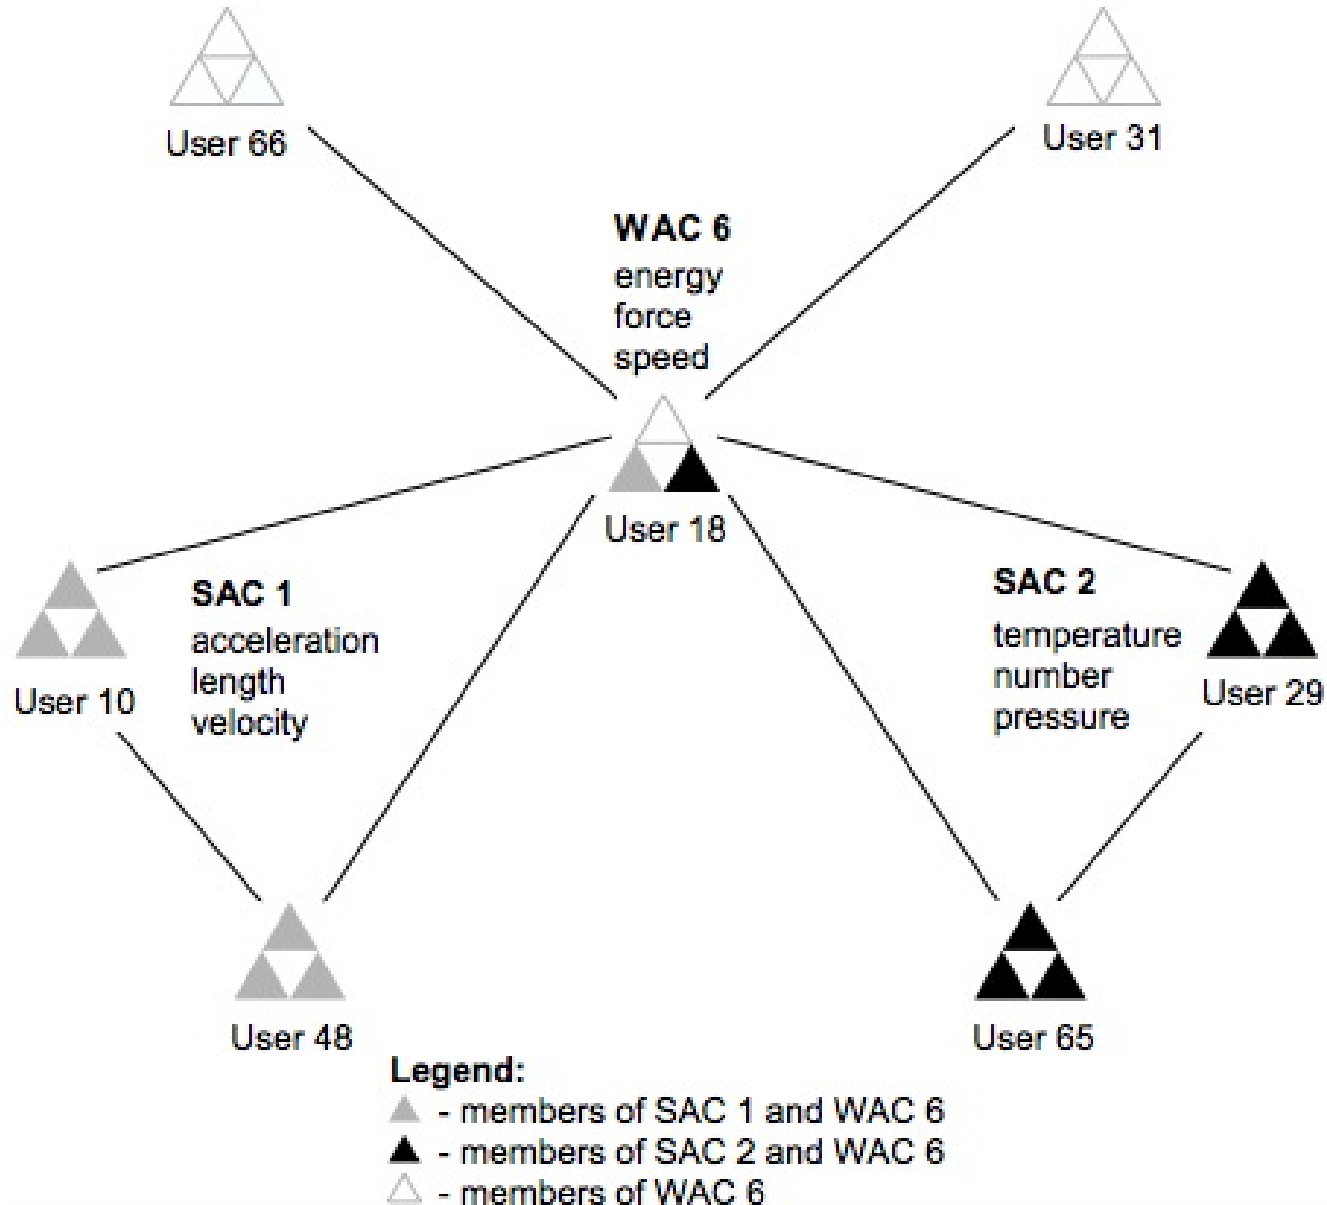 User 66
User 31
WAC 6
energy
force
speed
User 18
SAC 1
acceleration
length
velocity
User 10
SAC 2
temperature
number
pressure
User 29
User 48
User 65
Legend:
- members of SAC 1 and WAC 6
- members of SAC 2 and WAC 6
- members of WAC 6